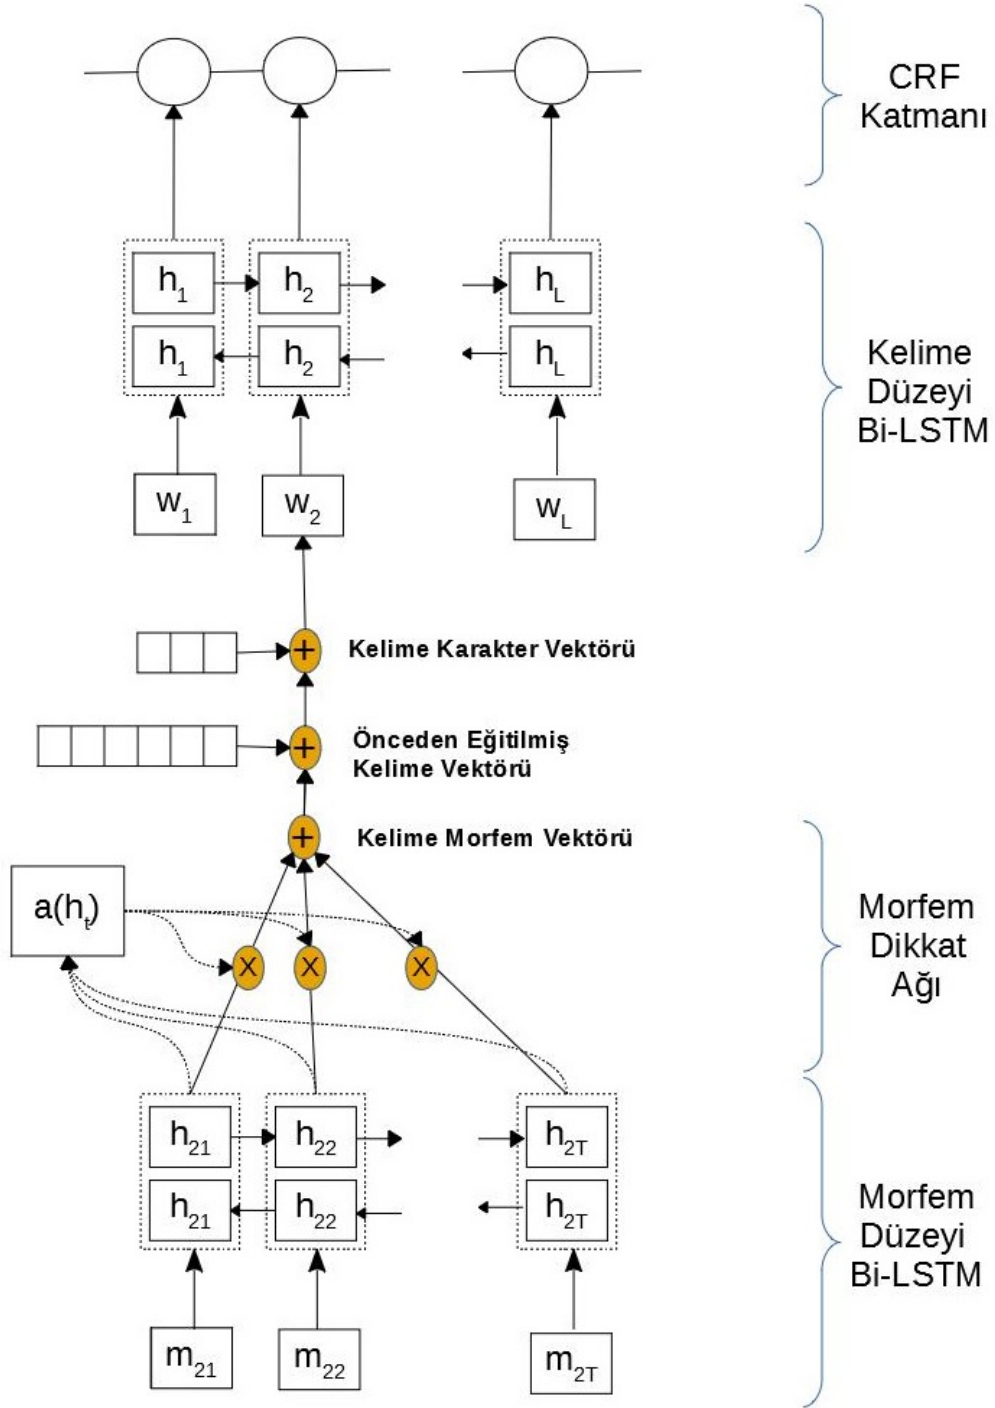 CRF
Katmanı
h1
h2
hL
h1
h2
hL
Kelime
Düzeyi
Bi-LSTM
w1
w2
wL
+
Kelime Karakter Vektörü
+
Önceden Eğitilmiş
Kelime Vektörü
+
Kelime Morfem Vektörü
a(ht)
X
X
X
Morfem
Dikkat
Ağı
h21
h22
h2T
h21
h22
h2T
Morfem
Düzeyi
Bi-LSTM
m21
m22
m2T